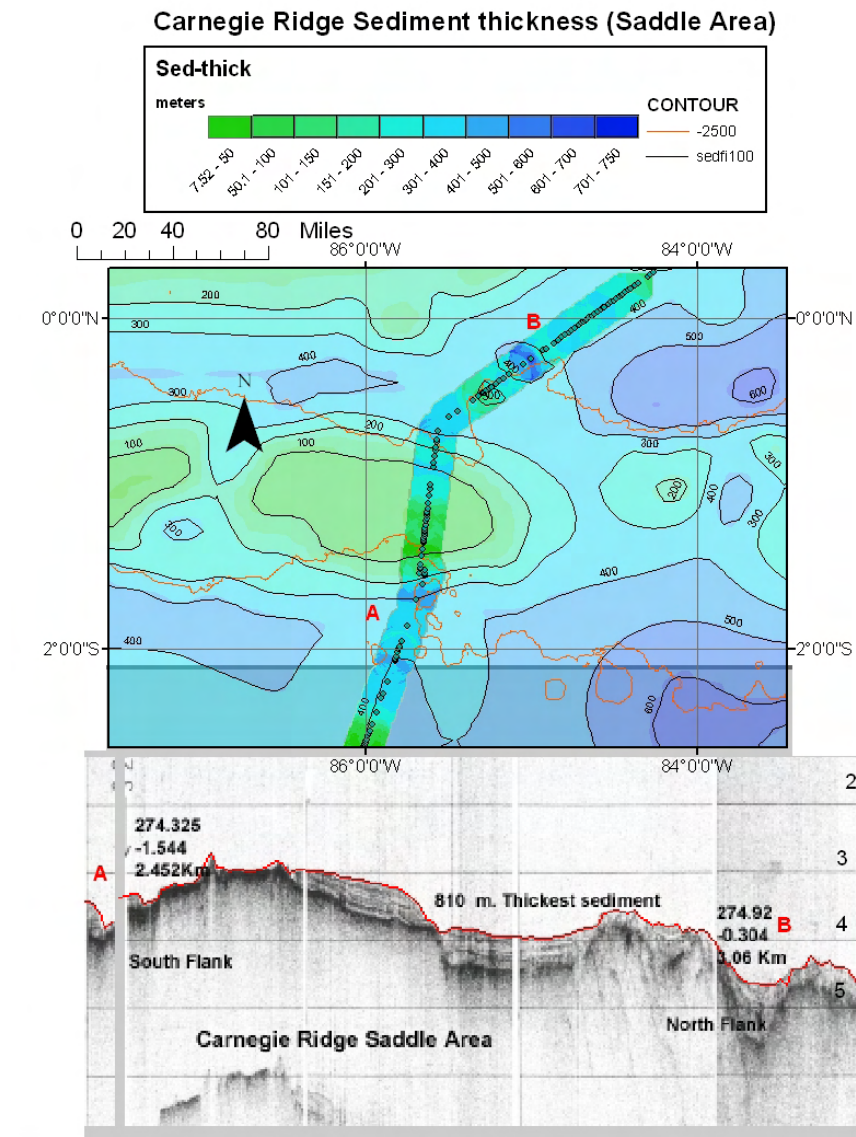 Carnegie Ridge Sediment thickness (Saddle Area)
Sed-thick
meters
CONTOUR
-2500
sedfi100
7.52 - 50
50.1 - 100
101 - 150
151 - 200
201 - 300
301 - 400
401 - 500
501 - 600
601 - 700
701 - 750
0 20 40 80 Miles
86°0'0"W 84°0'0"W
200
0°0'0"N
B
400
0°0'0"N
300
500
400
N
600
300
200
300
100
100
300
200
400
300
300
400
A
500
400
2°0'0"S
2°0'0"S
400
600
86°0'0"W 84°0'0"W
2
274.325
-1.544
2.452Km
3
A
810 m. Thickest sediment
274.92
-0.304
B
4
3.06 Km
South Flank
5
North Flank
Carnegie Ridge Saddle Area